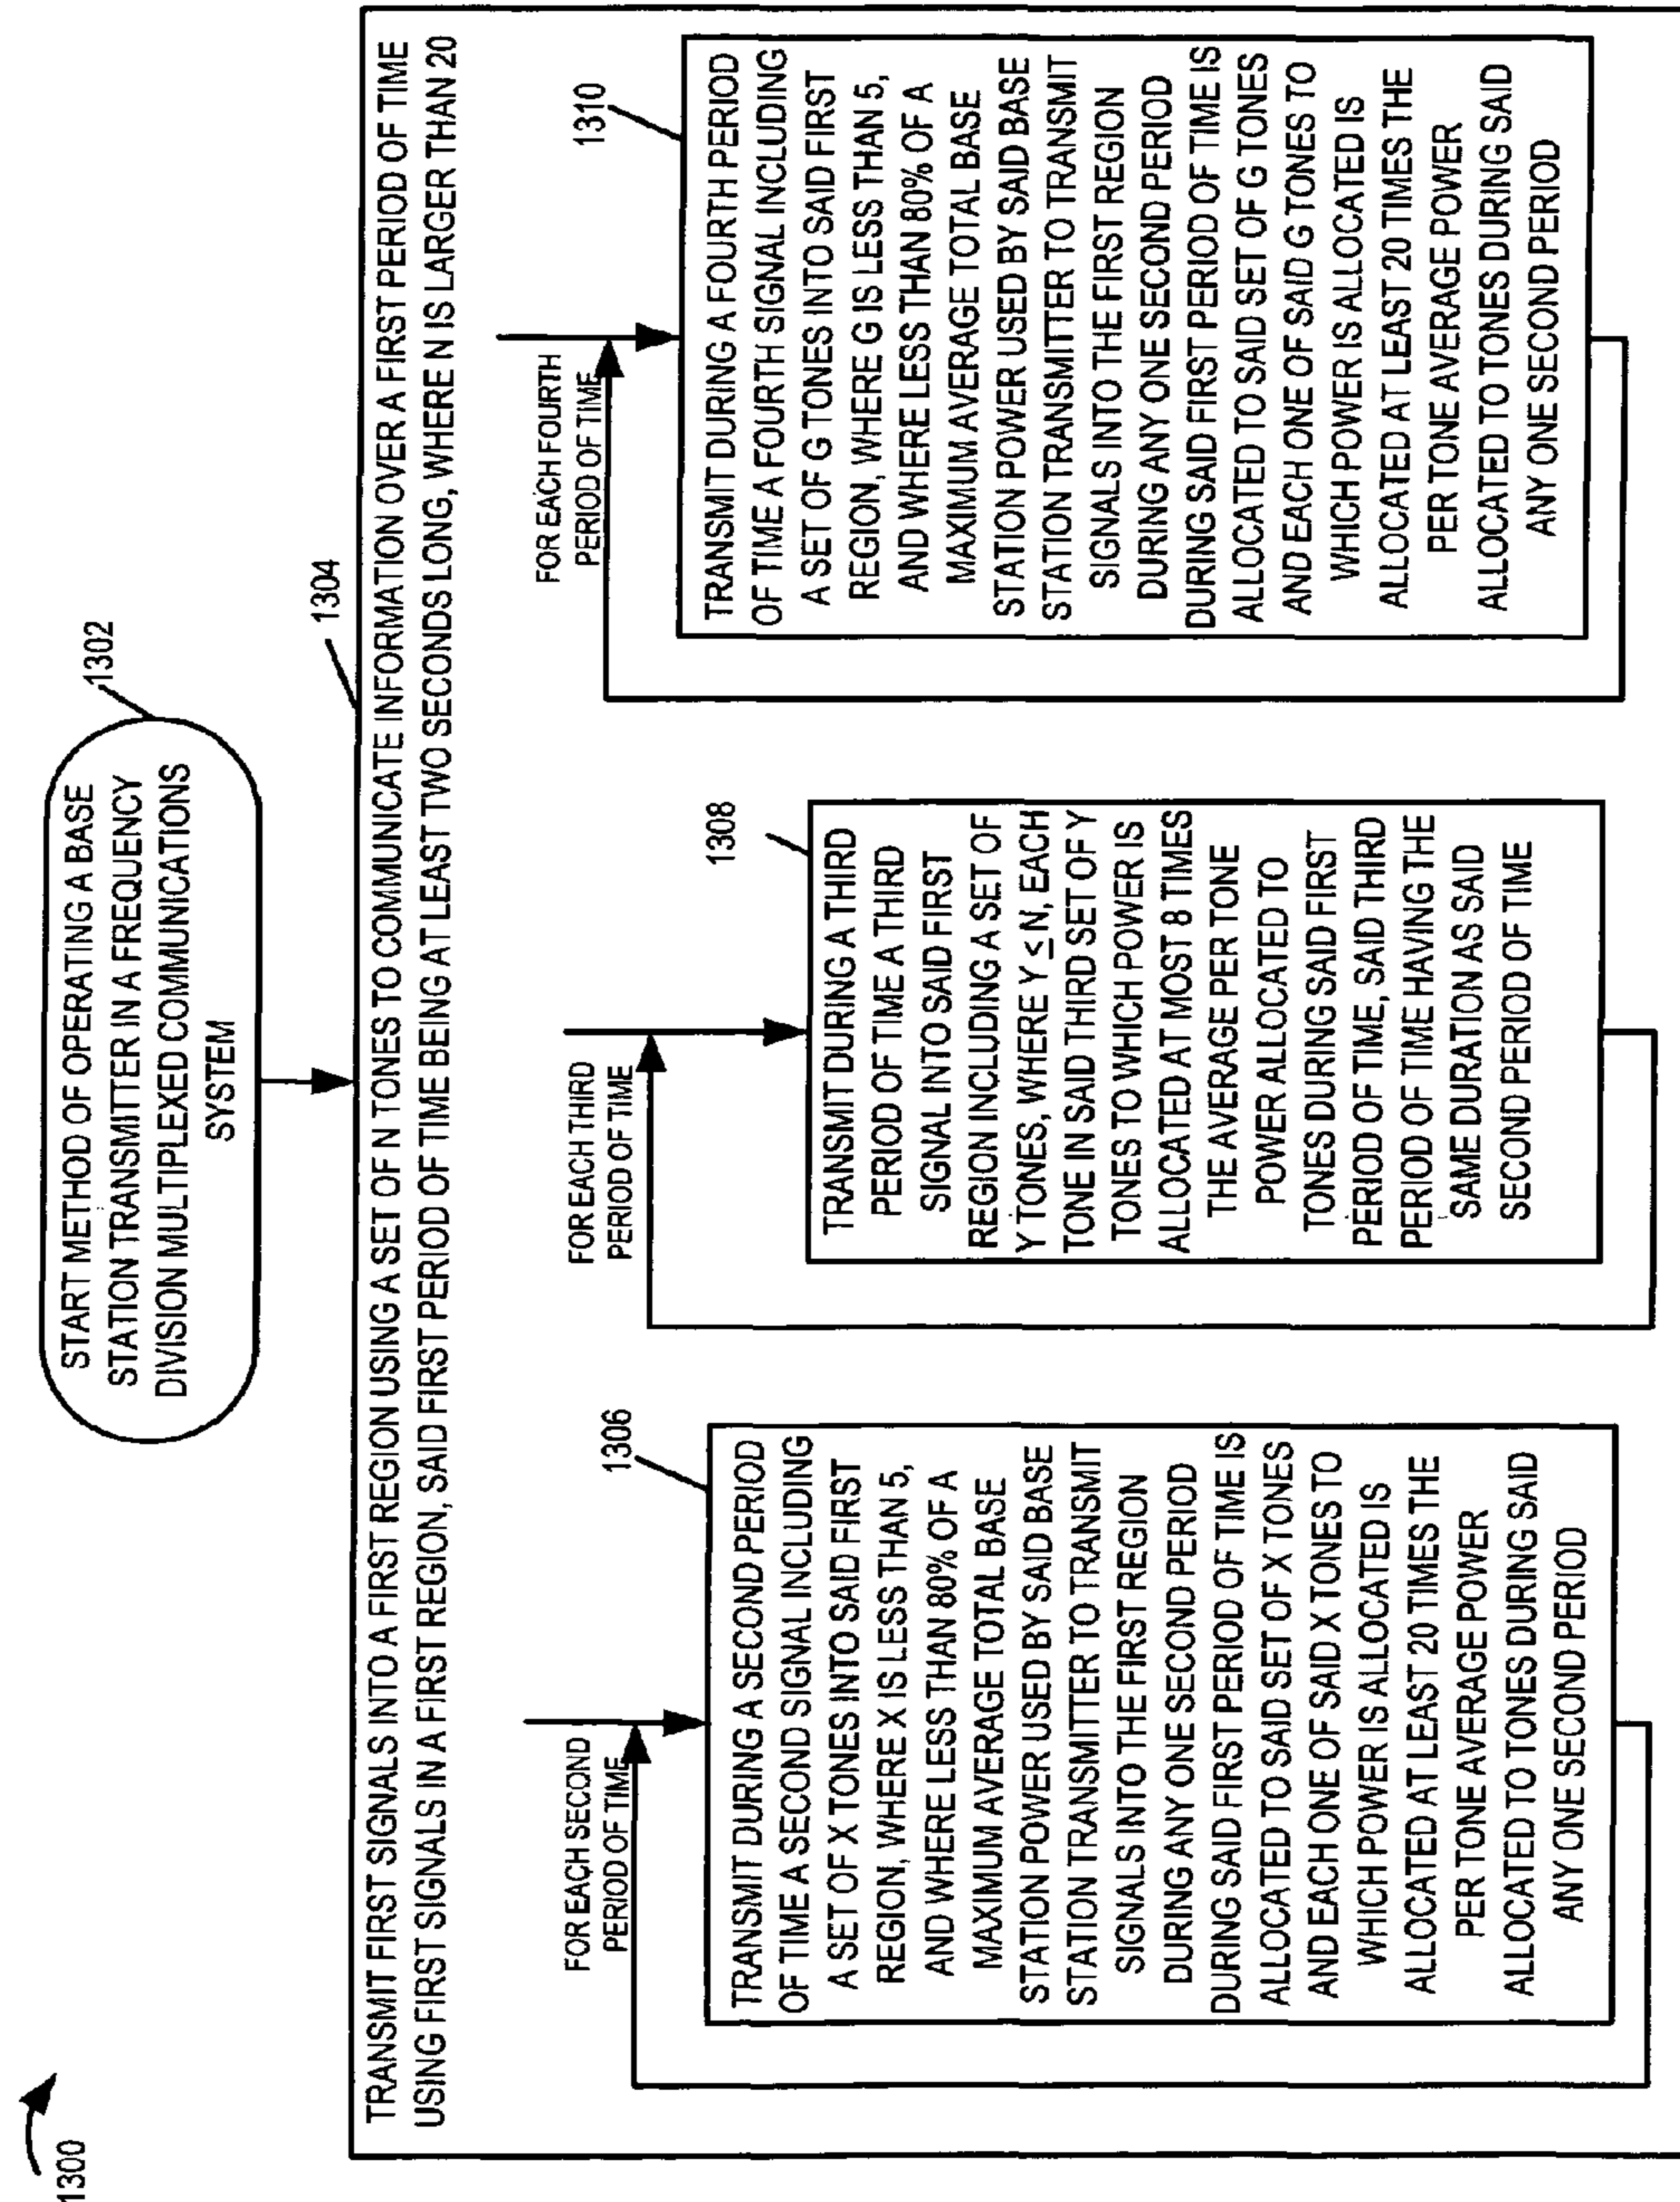 1300
START METHOD OF OPERATING A BASE
STATION TRANSMITTER IN A FREQUENCY
DIVISION MULTIPLEXED COMMUNICATIONS
SYSTEM
1302
1304
TRANSMIT FIRST SIGNALS INTO A FIRST REGION USING A SET OF N TONES TO COMMUNICATE INFORMATION OVER A FIRST PERIOD OF TIME
USING FIRST SIGNALS IN A FIRST REGION, SAID FIRST PERIOD OF TIME BEING AT LEAST TWO SECONDS LONG, WHERE N IS LARGER THAN 20
FOR EACH SECOND
PERIOD OF TIME
1306
TRANSMIT DURING A SECOND PERIOD
OF TIME A SECOND SIGNAL INCLUDING
A SET OF X TONES INTO SAID FIRST
REGION, WHERE X IS LESS THAN 5,
AND WHERE LESS THAN 80% OF A
MAXIMUM AVERAGE TOTAL BASE
STATION POWER USED BY SAID BASE
STATION TRANSMITTER TO TRANSMIT
SIGNALS INTO THE FIRST REGION
DURING ANY ONE SECOND PERIOD
DURING SAID FIRST PERIOD OF TIME IS
ALLOCATED TO SAID SET OF X TONES
AND EACH ONE OF SAID X TONES TO
WHICH POWER IS ALLOCATED IS
ALLOCATED AT LEAST 20 TIMES THE
PER TONE AVERAGE POWER
ALLOCATED TO TONES DURING SAID
ANY ONE SECOND PERIOD
FOR EACH THIRD
PERIOD OF TIME
1308
TRANSMIT DURING A THIRD
PERIOD OF TIME A THIRD
SIGNAL INTO SAID FIRST
REGION INCLUDING A SET OF
Y TONES, WHERE Y ≤ N, EACH
TONE IN SAID THIRD SET OF Y
TONES TO WHICH POWER IS
ALLOCATED AT MOST 8 TIMES
THE AVERAGE PER TONE
POWER ALLOCATED TO
TONES DURING SAID FIRST
PERIOD OF TIME, SAID THIRD
PERIOD OF TIME HAVING THE
SAME DURATION AS SAID
SECOND PERIOD OF TIME
FOR EACH FOURTH
PERIOD OF TIME
1310
TRANSMIT DURING A FOURTH PERIOD
OF TIME A FOURTH SIGNAL INCLUDING
A SET OF G TONES INTO SAID FIRST
REGION, WHERE G IS LESS THAN 5,
AND WHERE LESS THAN 80% OF A
MAXIMUM AVERAGE TOTAL BASE
STATION POWER USED BY SAID BASE
STATION TRANSMITTER TO TRANSMIT
SIGNALS INTO THE FIRST REGION
DURING ANY ONE SECOND PERIOD
DURING SAID FIRST PERIOD OF TIME IS
ALLOCATED TO SAID SET OF G TONES
AND EACH ONE OF SAID G TONES TO
WHICH POWER IS ALLOCATED IS
ALLOCATED AT LEAST 20 TIMES THE
PER TONE AVERAGE POWER
ALLOCATED TO TONES DURING SAID
ANY ONE SECOND PERIOD